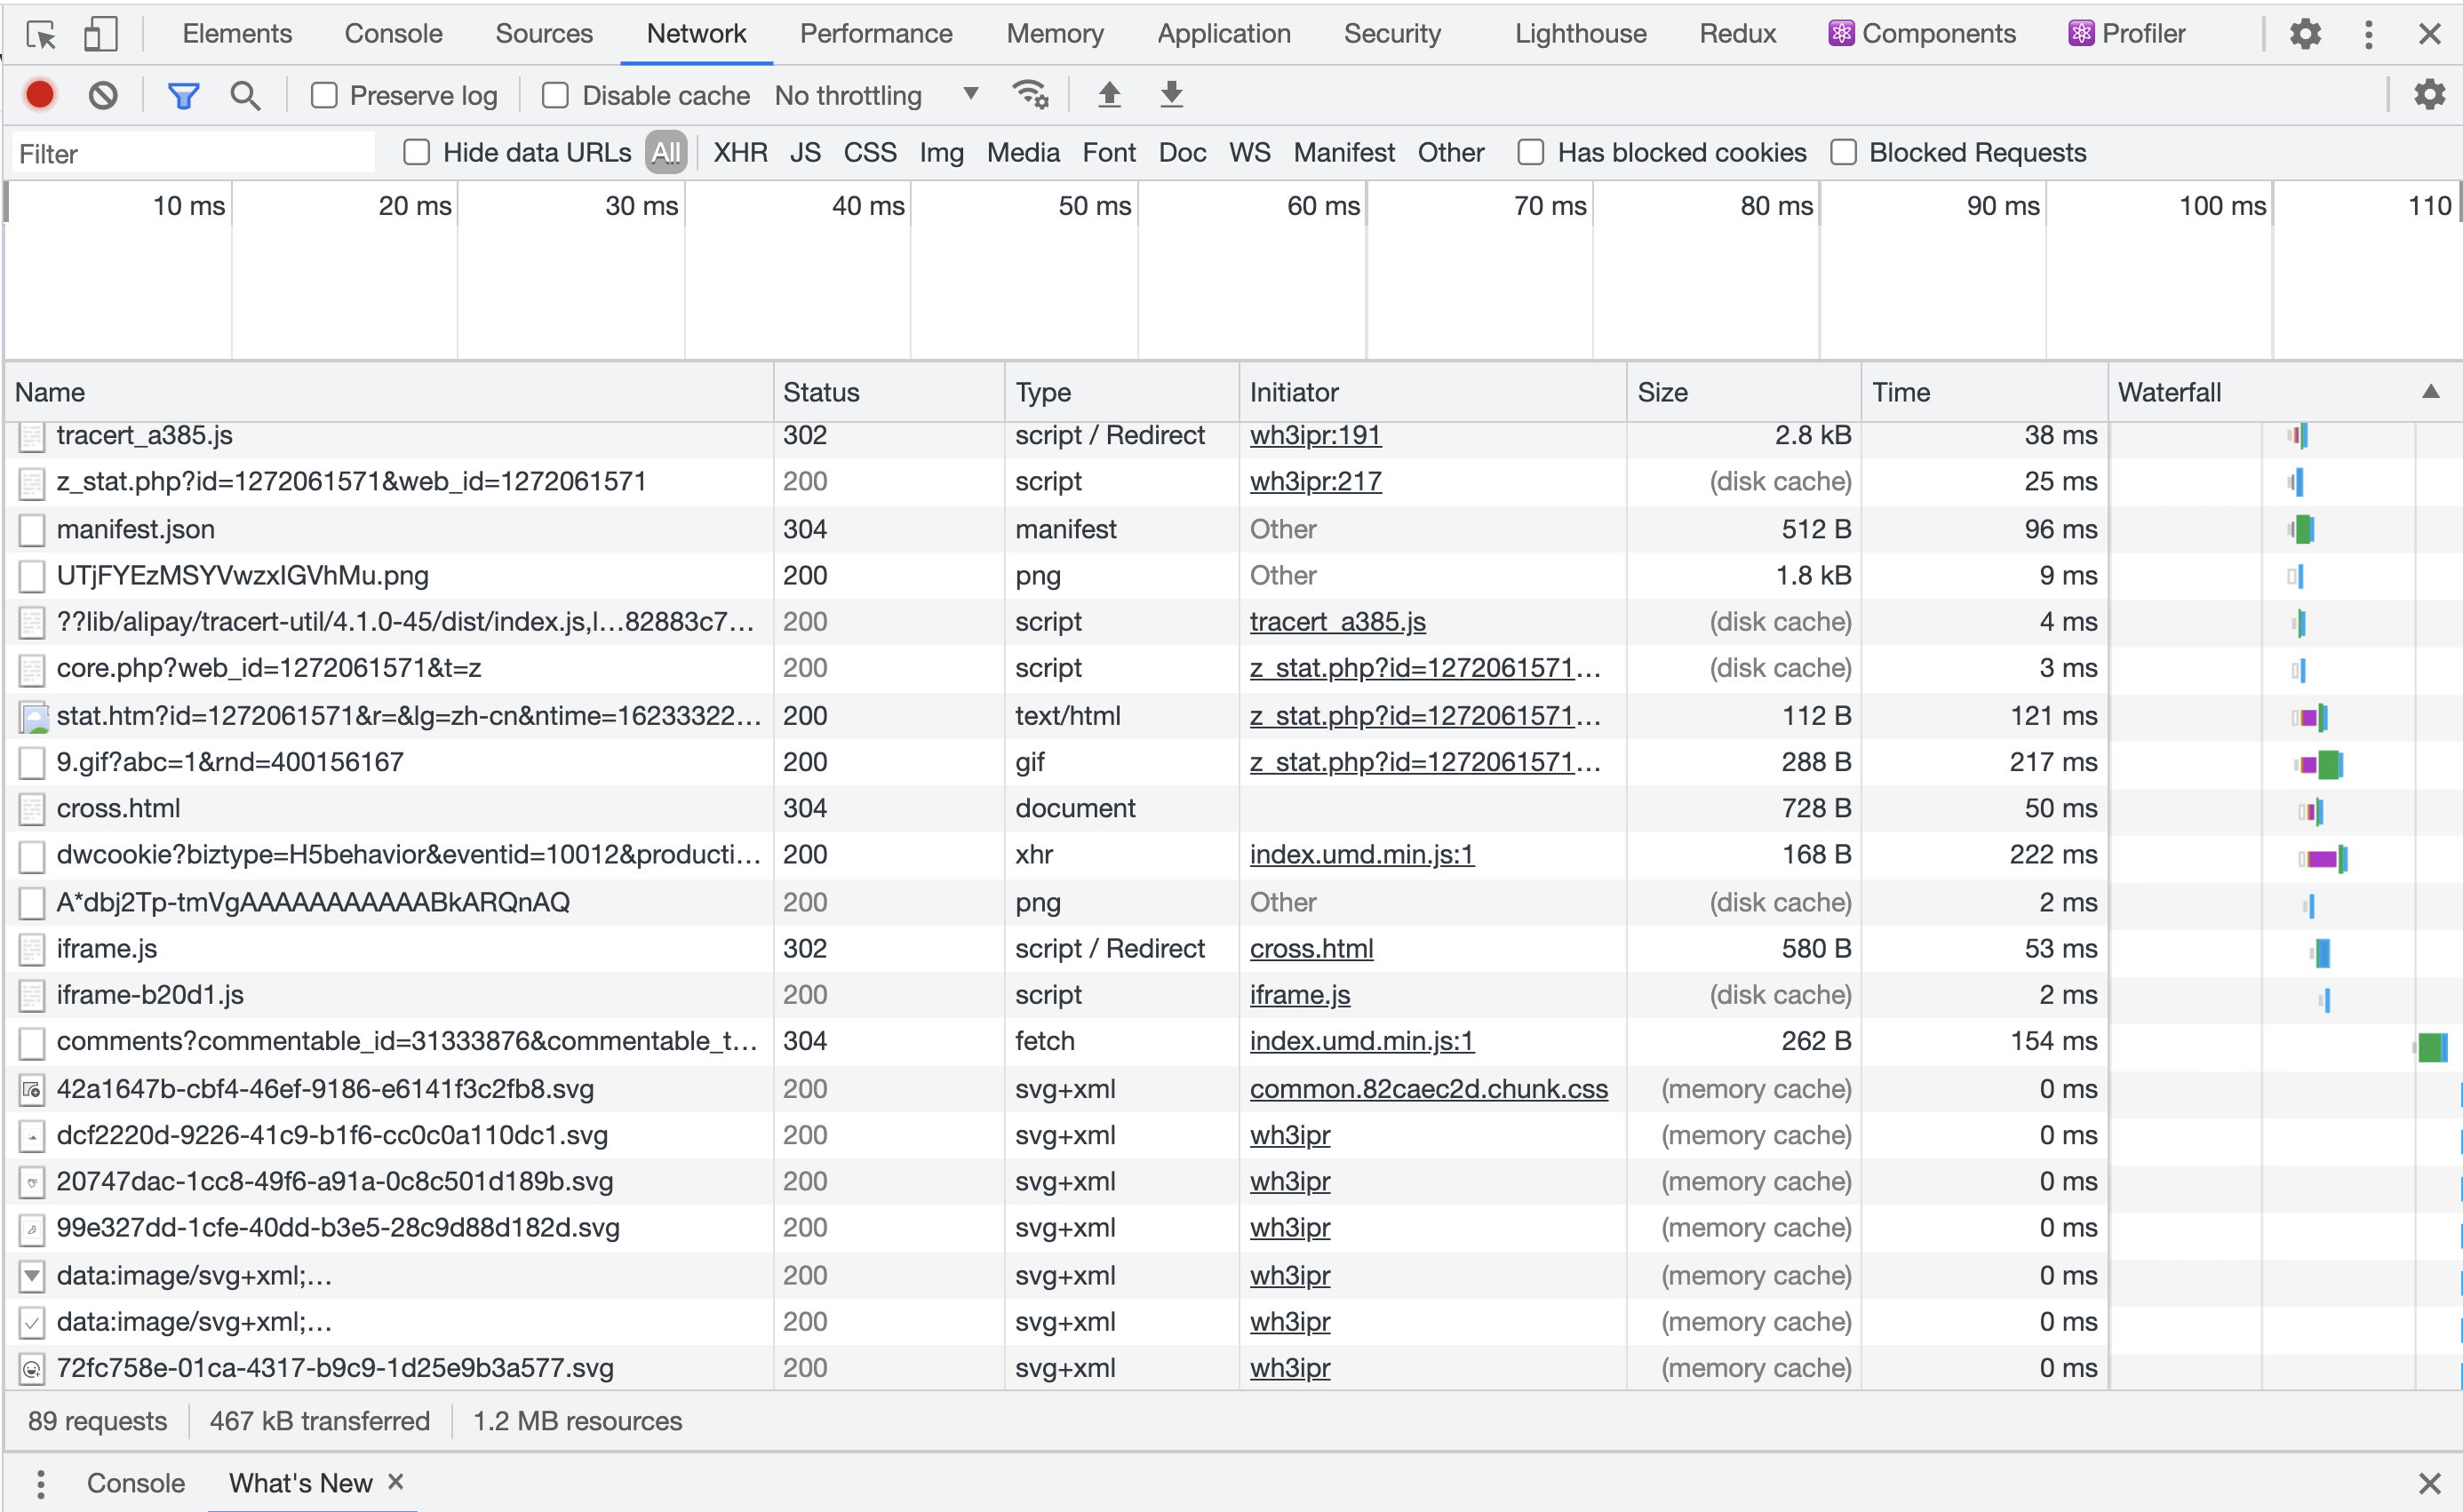 Elements Console Sources Network Performance Memory Application Security Lighthouse Redux Components Profiler
Preserve log Disable cache No throttling
Filter Hide data URLs All XHR JS CSS Img Media Font Doc WS Manifest Other Has blocked cookies Blocked Requests
10 ms 20 ms 30 ms 40 ms 50 ms 60 ms 70 ms 80 ms 90 ms 100 ms 110
Name Status Type Initiator Size Time Waterfall
tracert_a385.js 302 script / Redirect wh3ipr:191 2.8 kB 38 ms
z_stat.php?id=1272061571&web_id=1272061571 200 script wh3ipr:217 (disk cache) 25 ms
manifest.json 304 manifest Other 512 B 96 ms
UTjFYEzMSYVwzxIGVhMu.png 200 png Other 1.8 kB 9 ms
??lib/alipay/tracert-util/4.1.0-45/dist/index.js,l…82883c7… 200 script tracert_a385.js (disk cache) 4 ms
core.php?web_id=1272061571&t=z 200 script z_stat.php?id=1272061571… (disk cache) 3 ms
stat.htm?id=1272061571&r=&lg=zh-cn&ntime=16233322… 200 text/html z_stat.php?id=1272061571… 112 B 121 ms
9.gif?abc=1&rnd=400156167 200 gif z_stat.php?id=1272061571… 288 B 217 ms
cross.html 304 document 728 B 50 ms
dwcookie?biztype=H5behavior&eventid=10012&producti… 200 xhr index.umd.min.js:1 168 B 222 ms
A*dbj2Tp-tmVgAAAAAAAAAAABkARQnAQ 200 png Other (disk cache) 2 ms
iframe.js 302 script / Redirect cross.html 580 B 53 ms
iframe-b20d1.js 200 script iframe.js (disk cache) 2 ms
comments?commentable_id=31333876&commentable_t… 304 fetch index.umd.min.js:1 262 B 154 ms
42a1647b-cbf4-46ef-9186-e6141f3c2fb8.svg 200 svg+xml common.82caec2d.chunk.css (memory cache) 0 ms
dcf2220d-9226-41c9-b1f6-cc0c0a110dc1.svg 200 svg+xml wh3ipr (memory cache) 0 ms
20747dac-1cc8-49f6-a91a-0c8c501d189b.svg 200 svg+xml wh3ipr (memory cache) 0 ms
99e327dd-1cfe-40dd-b3e5-28c9d88d182d.svg 200 svg+xml wh3ipr (memory cache) 0 ms
data:image/svg+xml;… 200 svg+xml wh3ipr (memory cache) 0 ms
data:image/svg+xml;… 200 svg+xml wh3ipr (memory cache) 0 ms
72fc758e-01ca-4317-b9c9-1d25e9b3a577.svg 200 svg+xml wh3ipr (memory cache) 0 ms
89 requests 467 kB transferred 1.2 MB resources
Console What's New